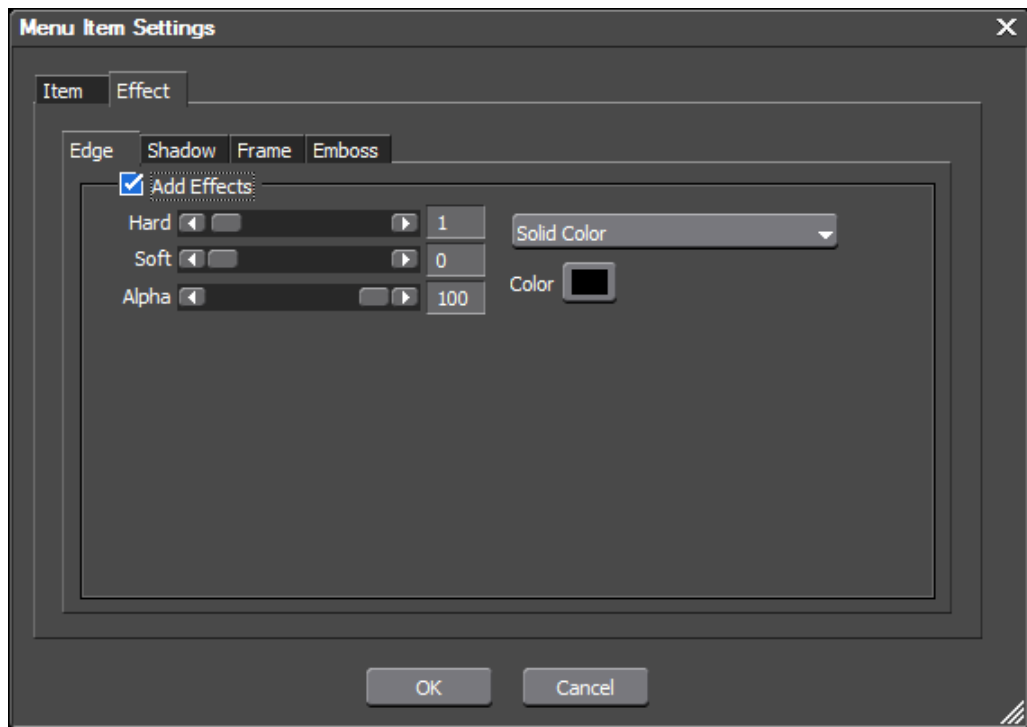 Menu Item Settings
Item Effect
Edge Shadow Frame Emboss
Add Effects
Hard 1
Solid Color
Soft 0
Color
Alpha 100
OK Cancel